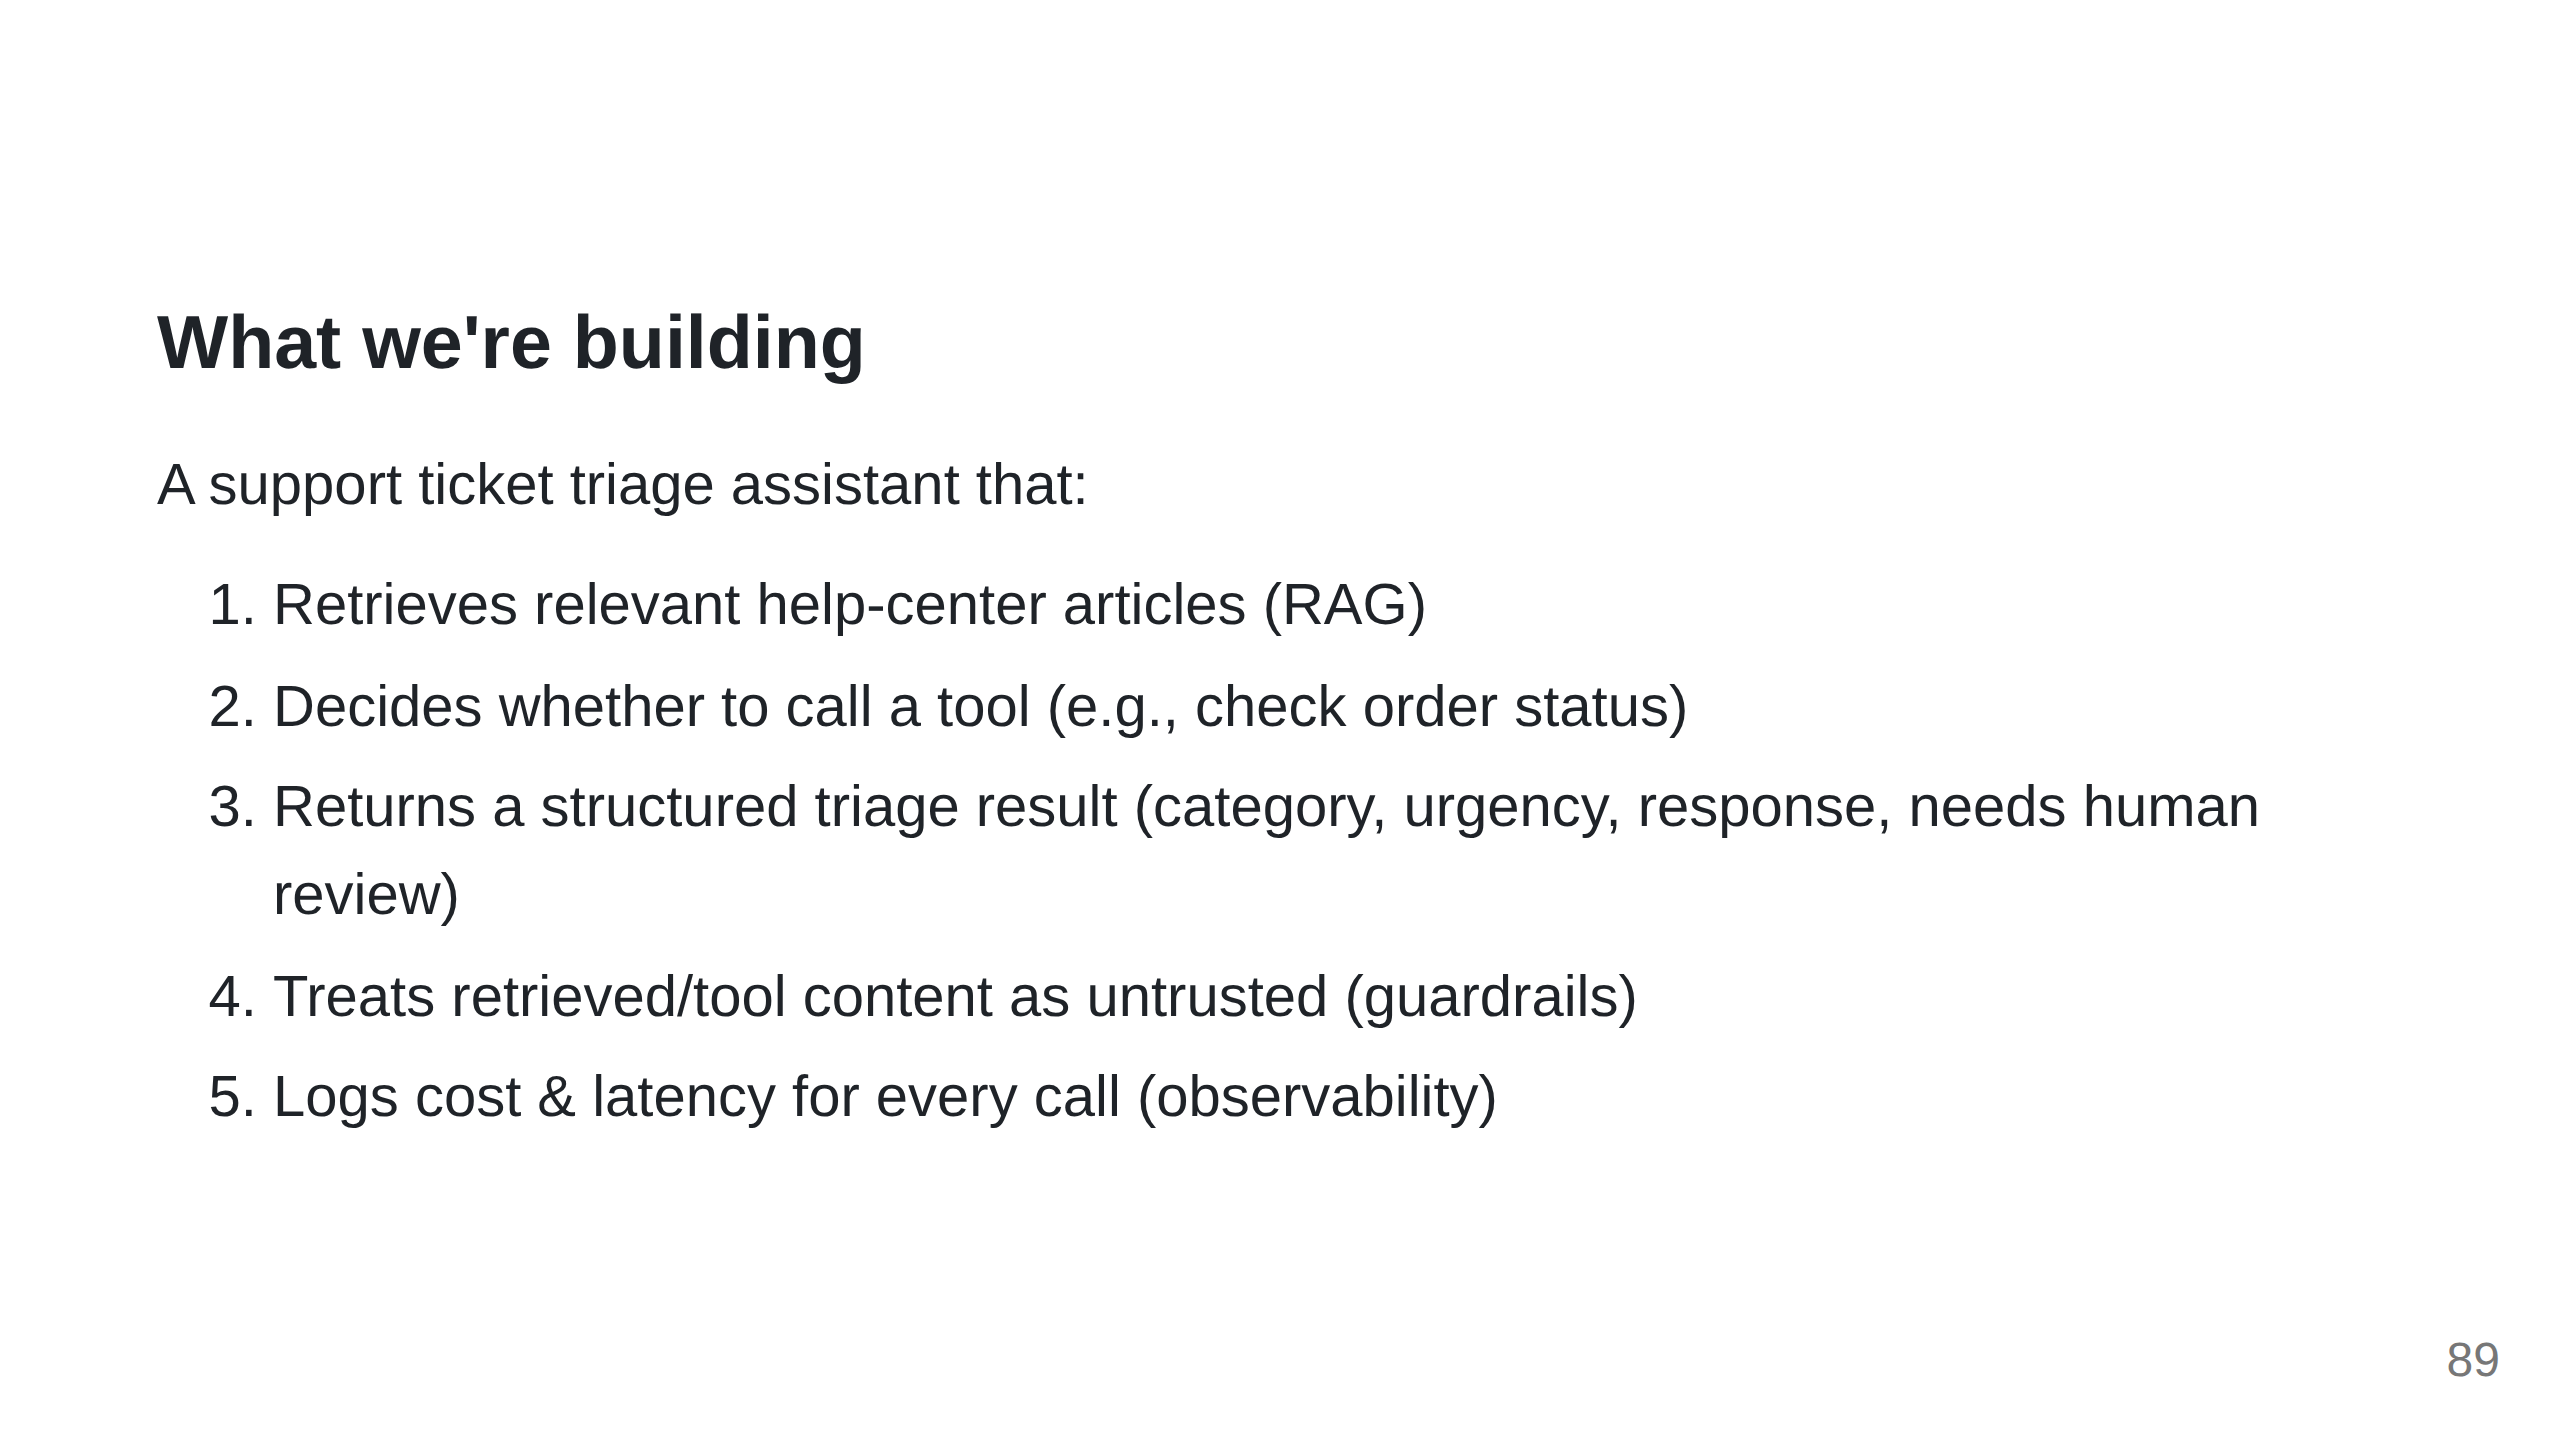 What we're building
A support ticket triage assistant that:
1. Retrieves relevant help-center articles (RAG)
2. Decides whether to call a tool (e.g., check order status)
3. Returns a structured triage result (category, urgency, response, needs human
review)
4. Treats retrieved/tool content as untrusted (guardrails)
5. Logs cost & latency for every call (observability)
89